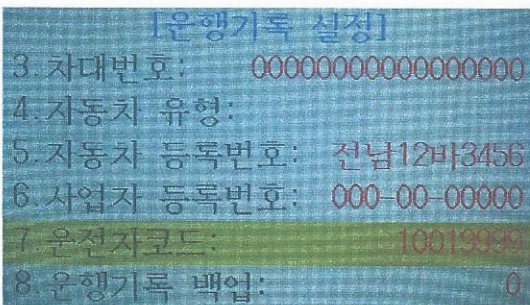 [운행기록 설정]
3.차대번호: 00000000000000000
4.자동차 유형:
5.자동차 등록번호: 전남12바3456
6.사업자 등록번호: 000-00-00000
7.운전자코드: 10019999
8.운행기록 백업: 0